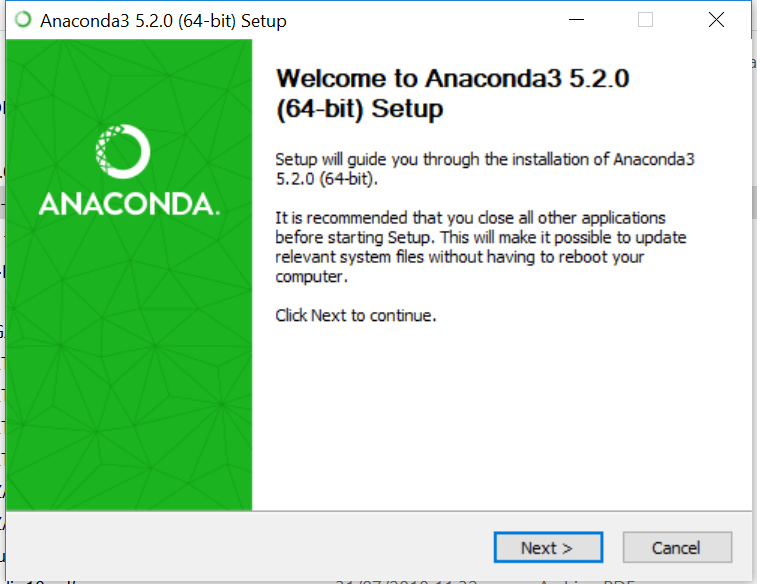 Anaconda3 5.2.0 (64-bit) Setup
ANACONDA.
Welcome to Anaconda3 5.2.0
(64-bit) Setup
Setup will guide you through the installation of Anaconda3
5.2.0 (64-bit).
It is recommended that you close all other applications
before starting Setup. This will make it possible to update
relevant system files without having to reboot your
computer.
Click Next to continue.
Next >
Cancel